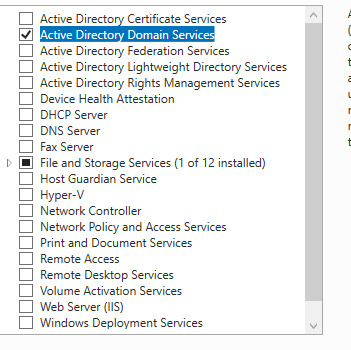 Active Directory Certificate Services
Active Directory Domain Services
Active Directory Federation Services
Active Directory Lightweight Directory Services
Active Directory Rights Management Services
Device Health Attestation
DHCP Server
DNS Server
Fax Server
File and Storage Services (1 of 12 installed)
Host Guardian Service
Hyper-V
Network Controller
Network Policy and Access Services
Print and Document Services
Remote Access
Remote Desktop Services
Volume Activation Services
Web Server (IIS)
Windows Deployment Services